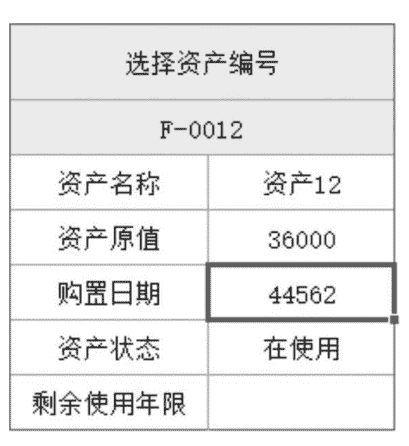 选择资产编号
F-0012
资产名称 资产12
资产原值 36000
购置日期 44562
资产状态 在使用
剩余使用年限